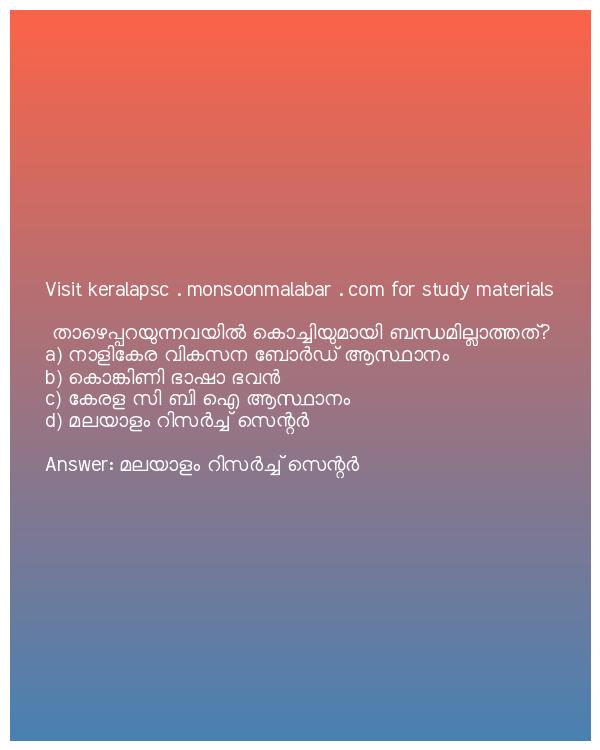 Visit keralapsc . monsoonmalabar . com for study materials
താഴെപ്പറയുന്നവയിൽ കൊച്ചിയുമായി ബന്ധമില്ലാത്തത്?
a) നാളികേര വികസന ബോർഡ് ആസ്ഥാനം
b) കൊങ്കിണി ഭാഷാ ഭവൻ
c) കേരള സി ബി ഐ ആസ്ഥാനം
d) മലയാളം റിസർച്ച് സെന്റർ
Answer: മലയാളം റിസർച്ച് സെന്റർ